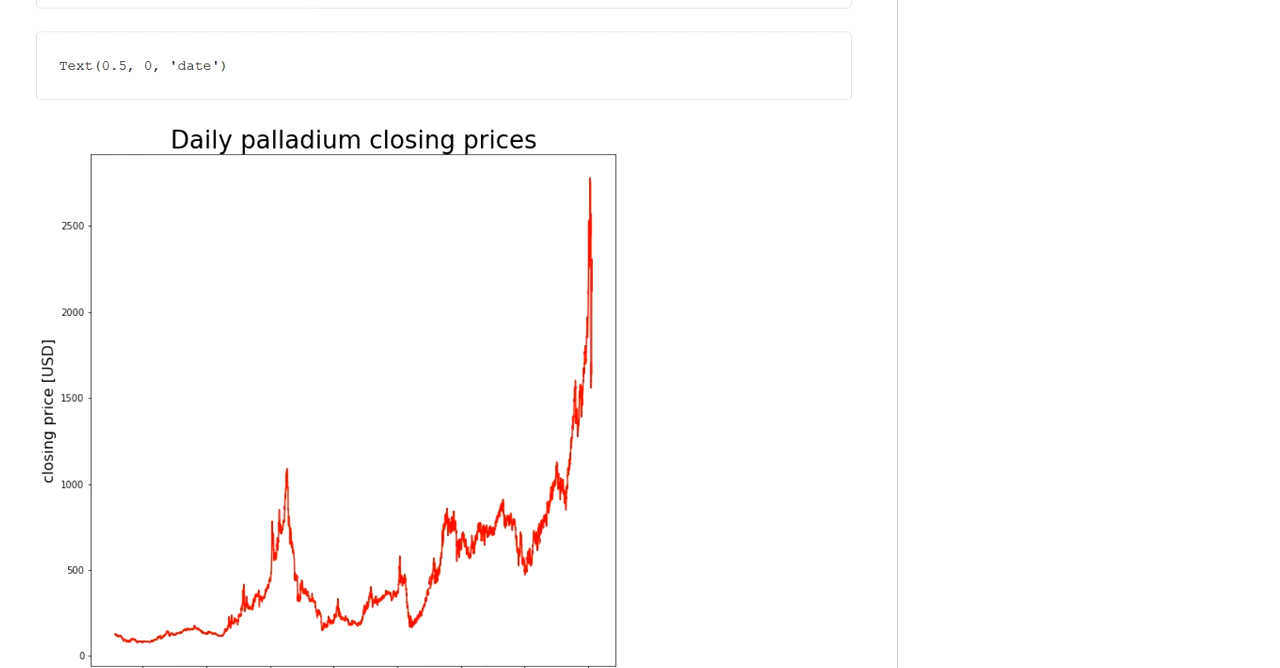 Text(0.5, 0, 'date')
Daily palladium closing prices
2500
2000
closing price [USD]
1500
1000
500
0